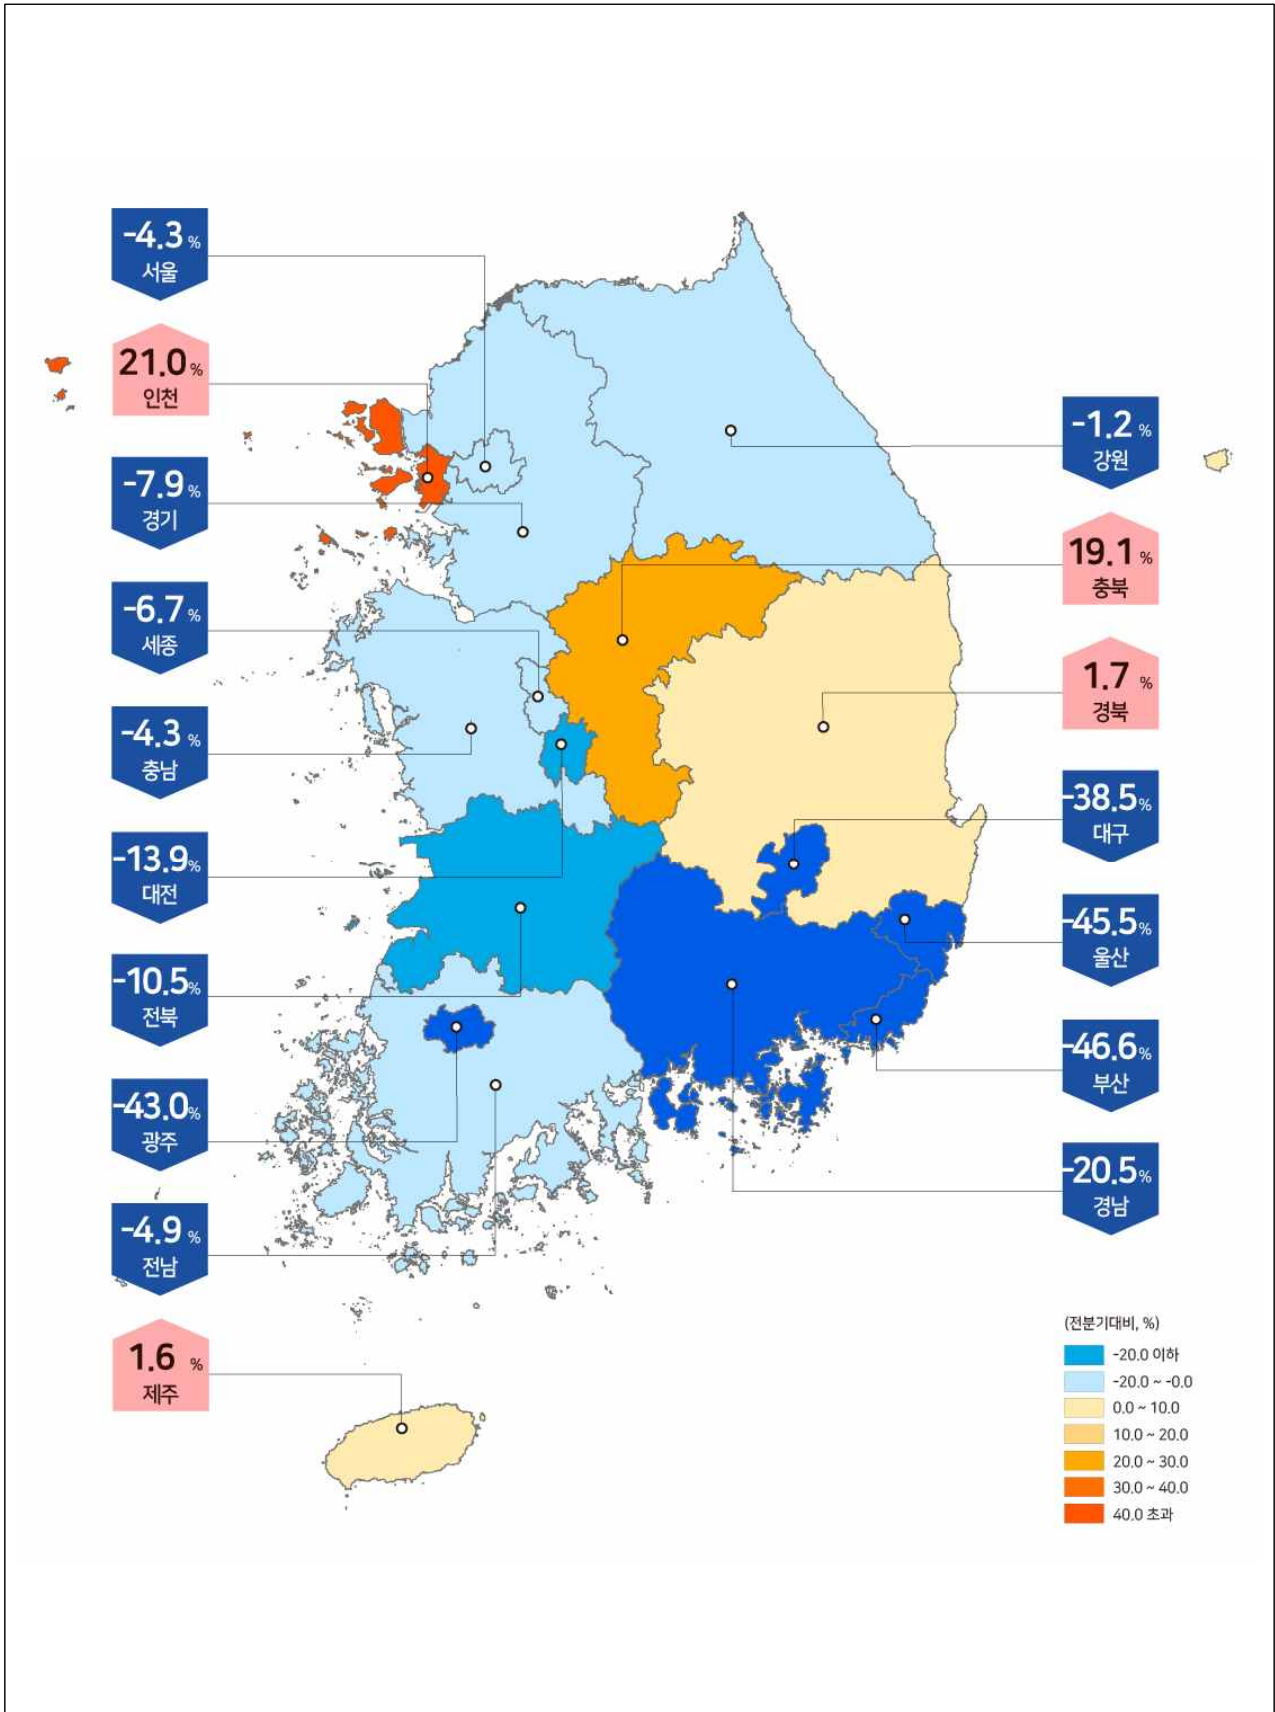 -4.3 %
서울
21.0 %
인천
-7.9 %
경기
-6.7 %
세종
-4.3 %
충남
-13.9 %
대전
-10.5 %
전북
-43.0 %
광주
-4.9 %
전남
1.6 %
제주
-1.2 %
강원
19.1 %
충북
1.7 %
경북
-38.5 %
대구
-45.5 %
울산
-46.6 %
부산
-20.5 %
경남
(전분기대비, %)
-20.0 이하
-20.0 ~ -0.0
0.0 ~ 10.0
10.0 ~ 20.0
20.0 ~ 30.0
30.0 ~ 40.0
40.0 초과